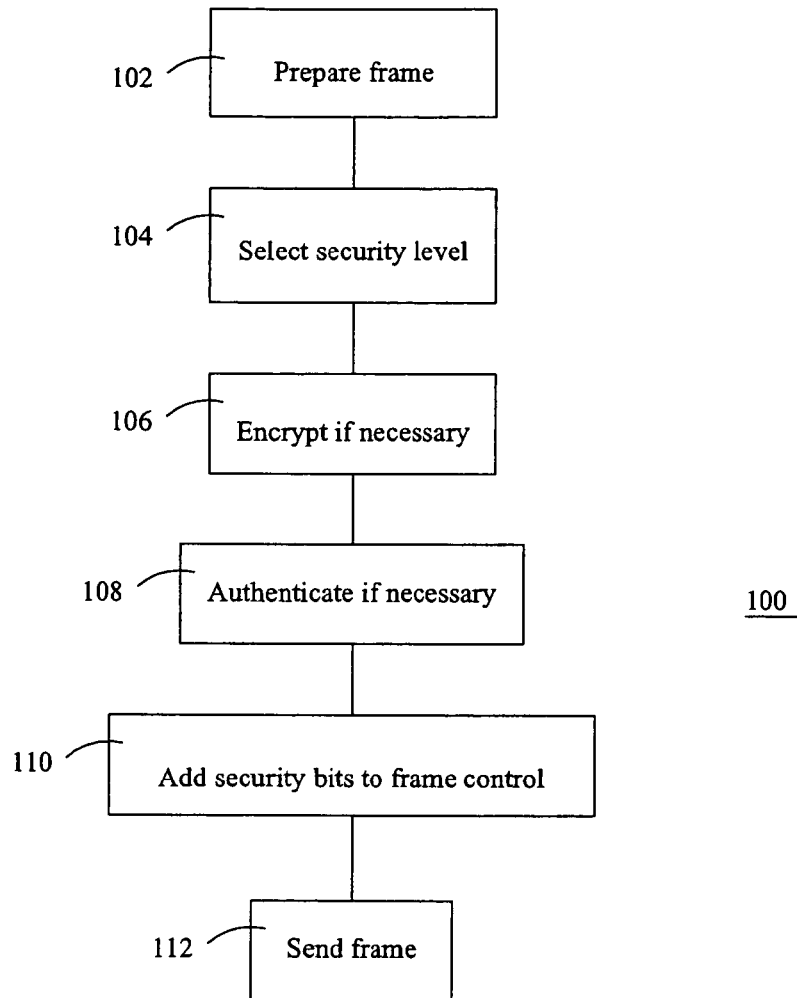 102
Prepare frame
104
Select security level
106
Encrypt if necessary
108
Authenticate if necessary
100
110
Add security bits to frame control
112
Send frame